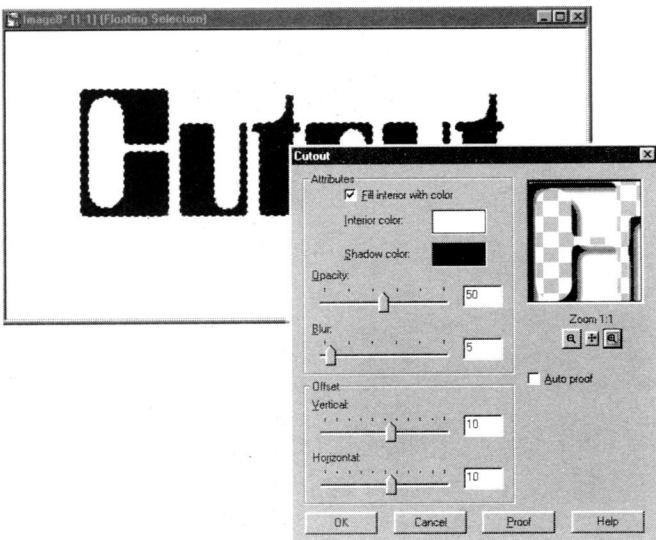 Image8* [1:1] (Floating Selection)
Cutout
Cutout
Attributes
Fill interior with color
Interior color:
Shadow color:
Opacity:
50
Blur:
5
Zoom 1:1
Auto proof
Offset
Vertical:
10
Horizontal:
10
OK Cancel Proof Help